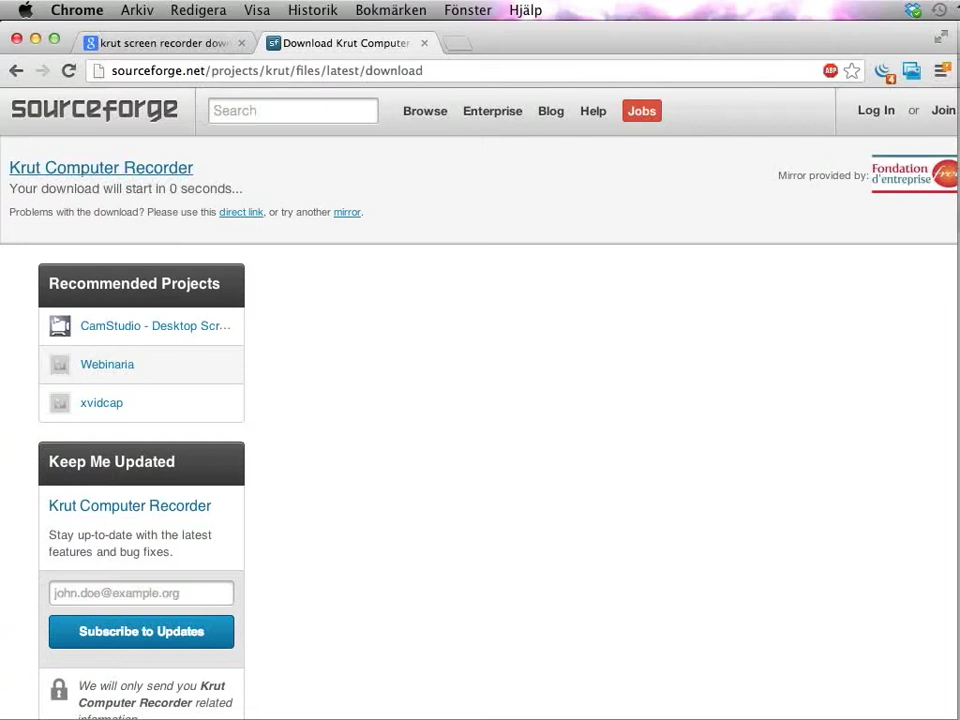 Chrome Arkiv Redigera Visa Historik Bokmärken Fönster Hjälp
krut screen recorder dow
Download Krut Computer
sourceforge.net/projects/krut/files/latest/download
ABP
4
sourceforge
Search
Browse Enterprise Blog Help Jobs
Log In or Join
Krut Computer Recorder
Your download will start in 0 seconds...
Problems with the download? Please use this direct link, or try another mirror.
Mirror provided by:
Fondation
d'entreprise
Recommended Projects
CamStudio - Desktop Scr...
Webinaria
xvidcap
Keep Me Updated
Krut Computer Recorder
Stay up-to-date with the latest
features and bug fixes.
john.doe@example.org
Subscribe to Updates
We will only send you Krut
Computer Recorder related
information